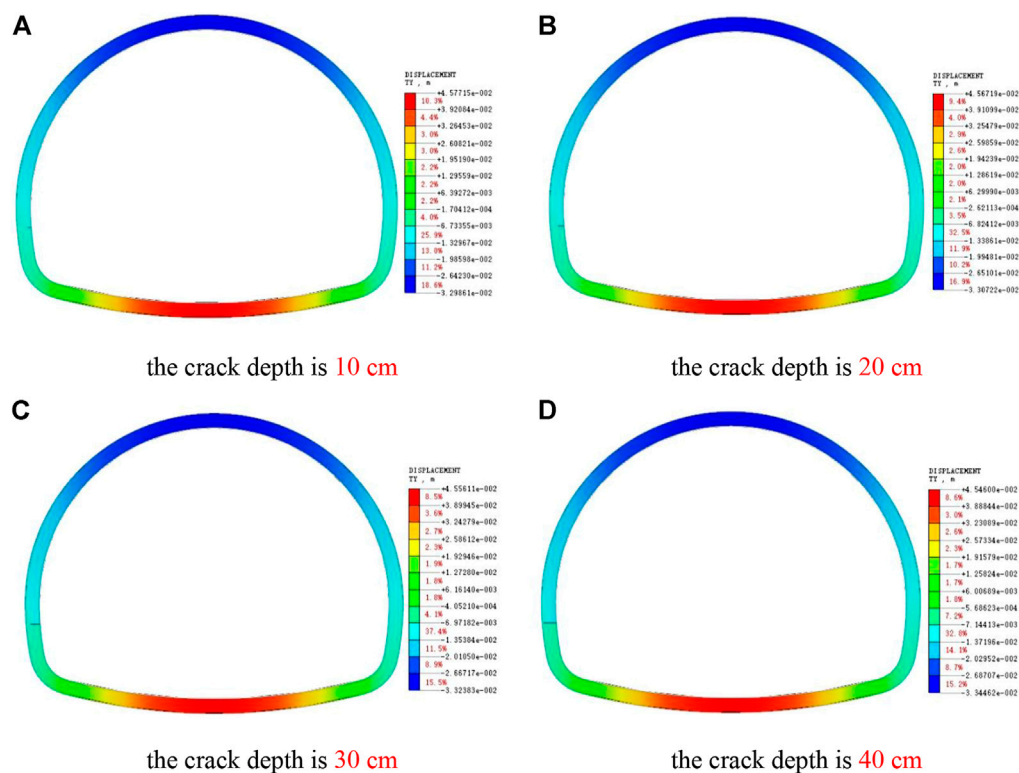 A
DISPLACEMENT
TY , m
+4.57715e-002
10.3%
+3.92084e-002
4.4%
+3.26453e-002
3.0%
+2.60821e-002
3.0%
+1.95190e-002
2.2%
+1.29559e-002
2.2%
+6.39272e-003
2.2%
-1.70412e-004
4.0%
-6.73355e-003
25.9%
-1.32967e-002
13.0%
-1.98598e-002
11.2%
-2.64230e-002
18.6%
-3.29861e-002
the crack depth is 10 cm
B
DISPLACEMENT
TY , m
+4.56719e-002
9.4%
+3.91099e-002
4.0%
+3.25479e-002
2.9%
+2.59859e-002
2.6%
+1.94239e-002
2.0%
+1.28619e-002
2.0%
+6.29990e-003
2.1%
-2.62113e-004
3.5%
-6.82412e-003
32.5%
-1.33861e-002
11.9%
-1.99481e-002
10.2%
-2.65101e-002
16.9%
-3.30722e-002
the crack depth is 20 cm
C
DISPLACEMENT
TY , m
+4.55611e-002
8.5%
+3.89945e-002
3.6%
+3.24279e-002
2.7%
+2.58612e-002
2.3%
+1.92946e-002
1.9%
+1.27280e-002
1.8%
+6.16140e-003
1.8%
-4.05210e-004
4.1%
-6.97182e-003
37.4%
-1.35384e-002
11.5%
-2.01050e-002
8.9%
-2.66717e-002
15.5%
-3.32383e-002
the crack depth is 30 cm
D
DISPLACEMENT
TY , m
+4.54600e-002
8.6%
+3.88844e-002
3.0%
+3.23089e-002
2.6%
+2.57334e-002
2.3%
+1.91579e-002
1.7%
+1.25824e-002
1.7%
+6.00689e-003
1.8%
-5.68623e-004
7.2%
-7.14413e-003
32.8%
-1.37196e-002
14.1%
-2.02952e-002
8.7%
-2.68707e-002
15.2%
-3.34462e-002
the crack depth is 40 cm